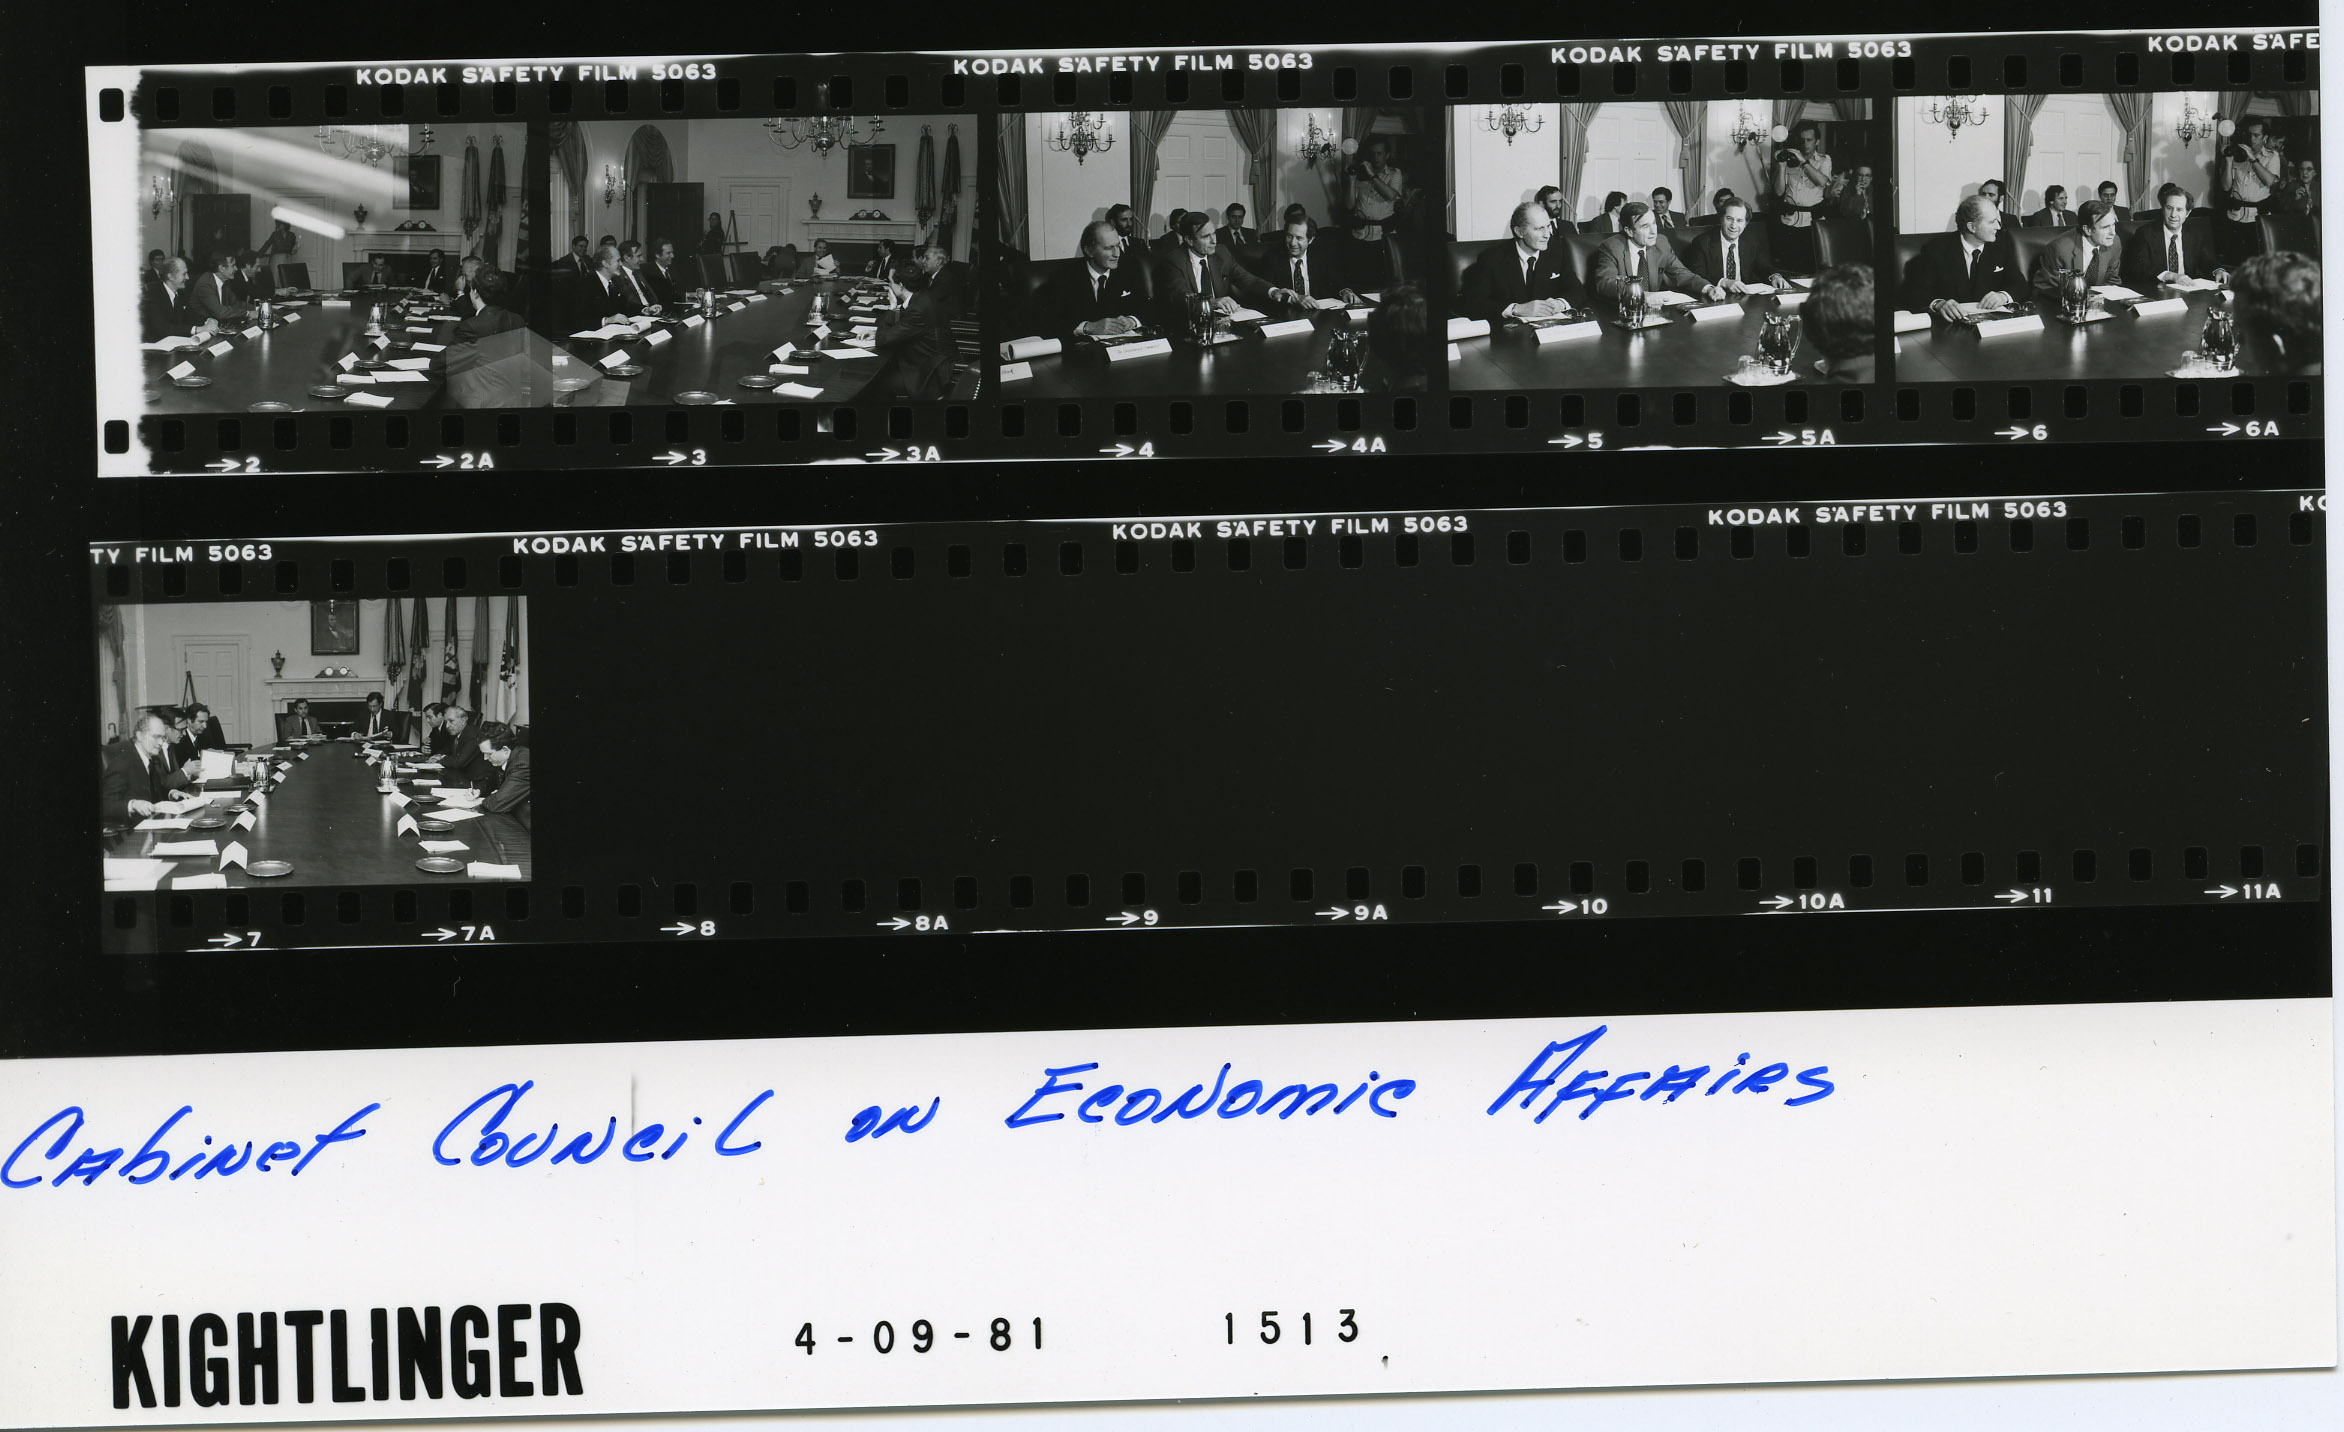 KODAK SAFETY FILM 5063 KODAK SAFETY FILM 5063 KODAK SAFETY FILM 5063 KODAK SAFE
→2 →2A →3 →3A →4 →4A →5 →5A →6 →6A
TY FILM 5063 KODAK SAFETY FILM 5063 KODAK SAFETY FILM 5063 KODAK SAFETY FILM 5063 KO
→7 →7A →8 →8A →9 →9A →10 →10A →11 →11A
Cabinet Council on Economic Affairs
KIGHTLINGER 4-09-81 1513